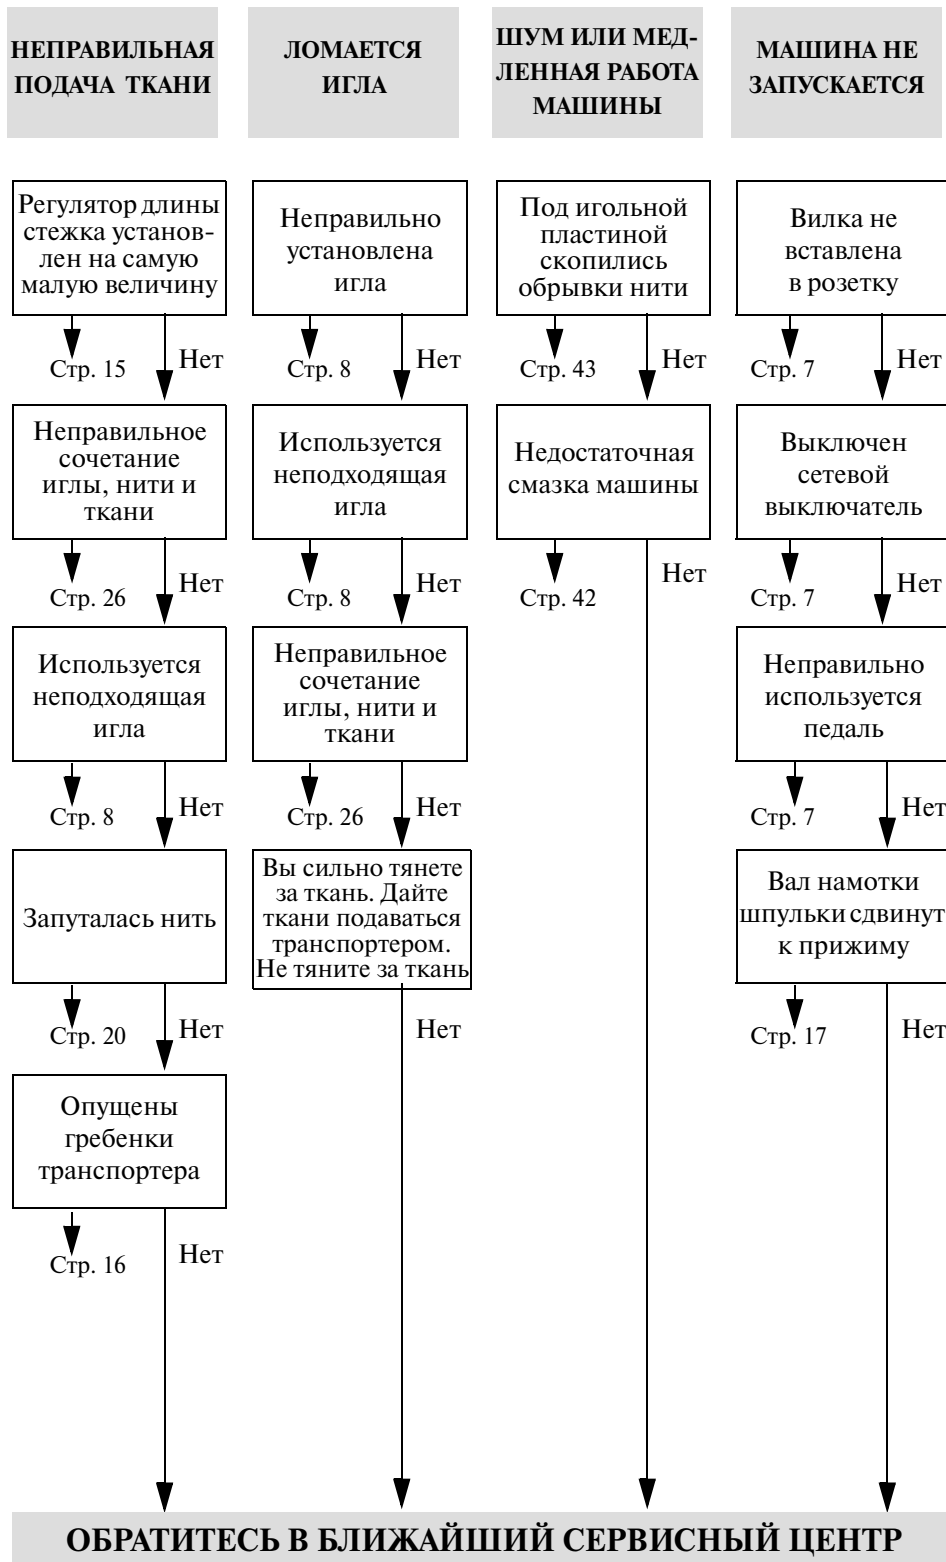 НЕПРАВИЛЬНАЯ
ПОДАЧА ТКАНИ
Регулятор длины
стежка установ-
лен на самую
малую величину
Стр. 15
Нет
Неправильное
сочетание
иглы, нити и
ткани
Стр. 26
Нет
Используется
неподходящая
игла
Стр. 8
Нет
Запуталась нить
Стр. 20
Нет
Опущены
гребенки
транспортера
Стр. 16
Нет
ЛОМАЕТСЯ
ИГЛА
Неправильно
установлена
игла
Стр. 8
Нет
Используется
неподходящая
игла
Стр. 8
Нет
Неправильное
сочетание
иглы, нити и
ткани
Стр. 26
Нет
Вы сильно тянете
за ткань. Дайте
ткани подаваться
транспортером.
Не тяните за ткань
Нет
ШУМ ИЛИ МЕД-
ЛЕННАЯ РАБОТА
МАШИНЫ
Под игольной
пластиной
скопились
обрывки нити
Стр. 43
Нет
Недостаточная
смазка машины
Стр. 42
Нет
МАШИНА НЕ
ЗАПУСКАЕТСЯ
Вилка не
вставлена
в розетку
Стр. 7
Нет
Выключен
сетевой
выключатель
Стр. 7
Нет
Неправильно
используется
педаль
Стр. 7
Нет
Вал намотки
шпульки сдвинут
к прижиму
Стр. 17
Нет
ОБРАТИТЕСЬ В БЛИЖАЙШИЙ СЕРВИСНЫЙ ЦЕНТР